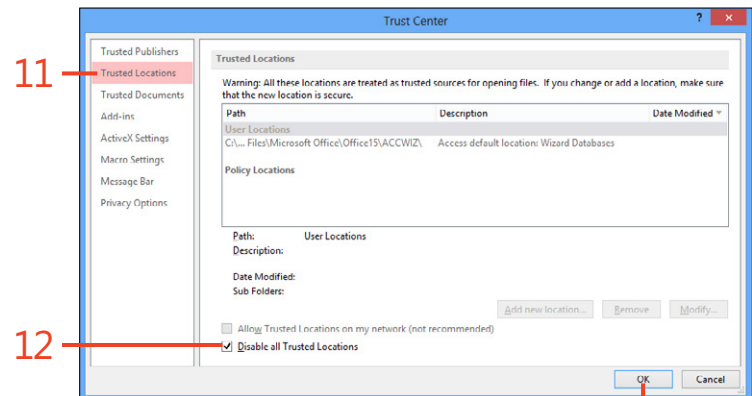 Trust Center
? ×
11
12
Trusted Publishers
Trusted Locations
Trusted Documents
Add-ins
ActiveX Settings
Macro Settings
Message Bar
Privacy Options
Trusted Locations
Warning: All these locations are treated as trusted sources for opening files. If you change or add a location, make sure
that the new location is secure.
Path Description Date Modified
User Locations
C:\... Files\Microsoft Office\Office15\ACCWIZ\ Access default location: Wizard Databases
Policy Locations
Path: User Locations
Description:
Date Modified:
Sub Folders:
Add new location... Remove Modify...
Allow Trusted Locations on my network (not recommended)
Disable all Trusted Locations
OK Cancel